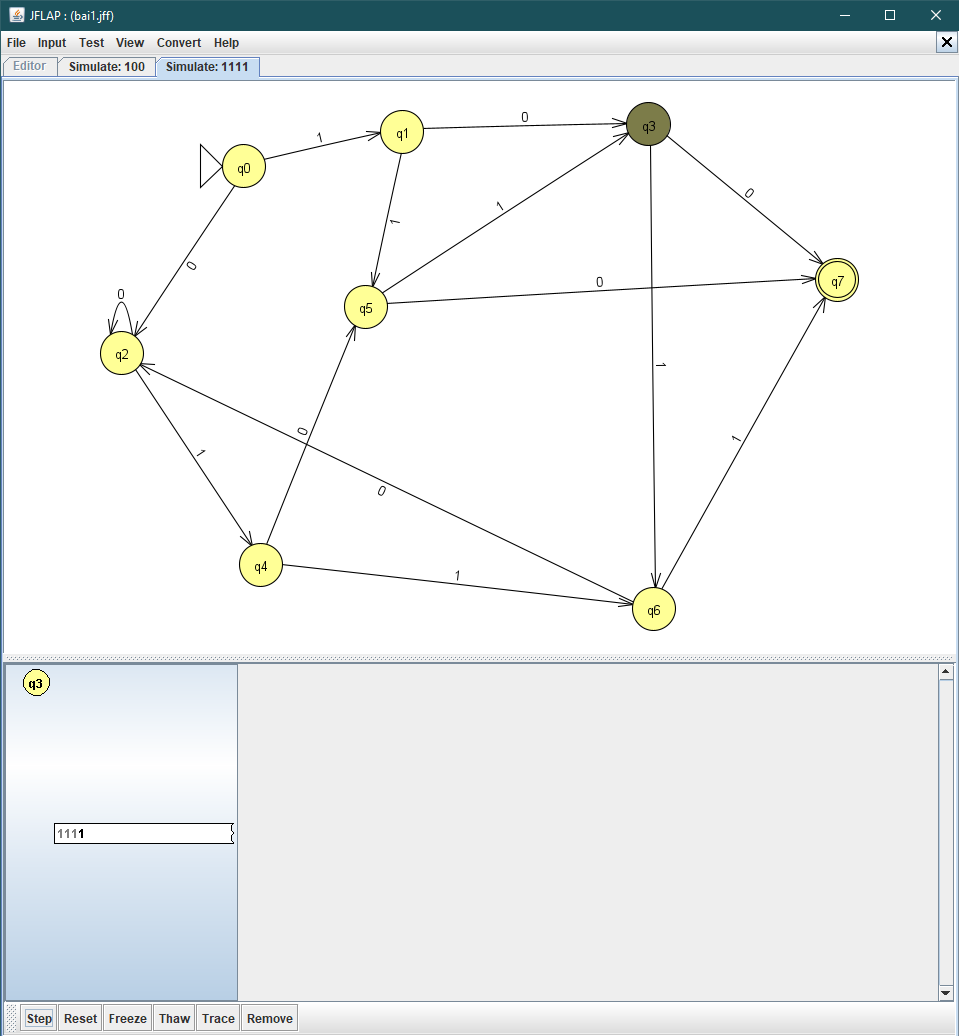 JFLAP : (bai1.jff)
File Input Test View Convert Help
Editor Simulate: 100 Simulate: 1111
q0 1 q1 0 q3
0 1 1 0
0 q2 q5 0 q7
1 0 0 1 1
q4 1 q6
q3
1111
Step Reset Freeze Thaw Trace Remove